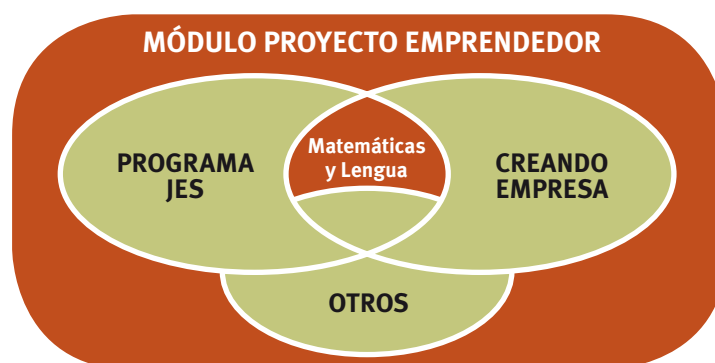 MÓDULO PROYECTO EMPRENDEDOR
PROGRAMA
JES
Matemáticas
y Lengua
CREANDO
EMPRESA
OTROS